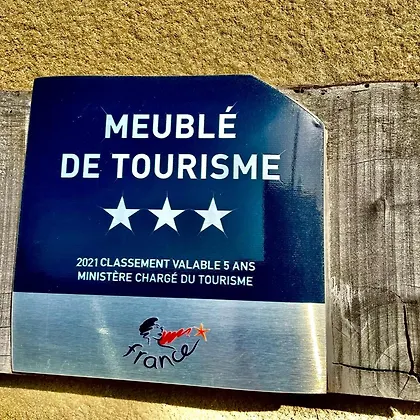 MEUBLÉ
DE TOURISME
2021 CLASSEMENT VALABLE 5 ANS
MINISTÈRE CHARGÉ DU TOURISME
france